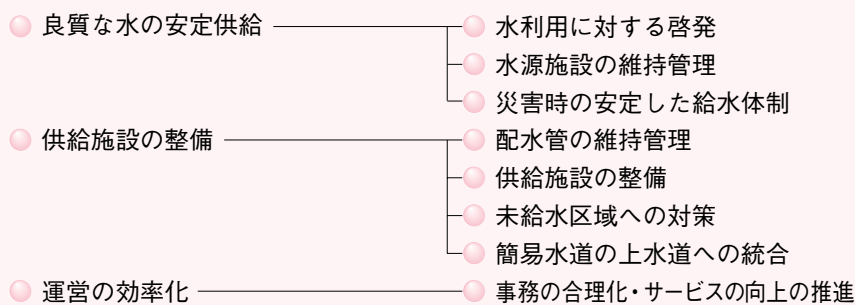 良質な水の安定供給 水利用に対する啓発
水源施設の維持管理
災害時の安定した給水体制
供給施設の整備 配水管の維持管理
供給施設の整備
未給水区域への対策
簡易水道の上水道への統合
運営の効率化 事務の合理化・サービスの向上の推進